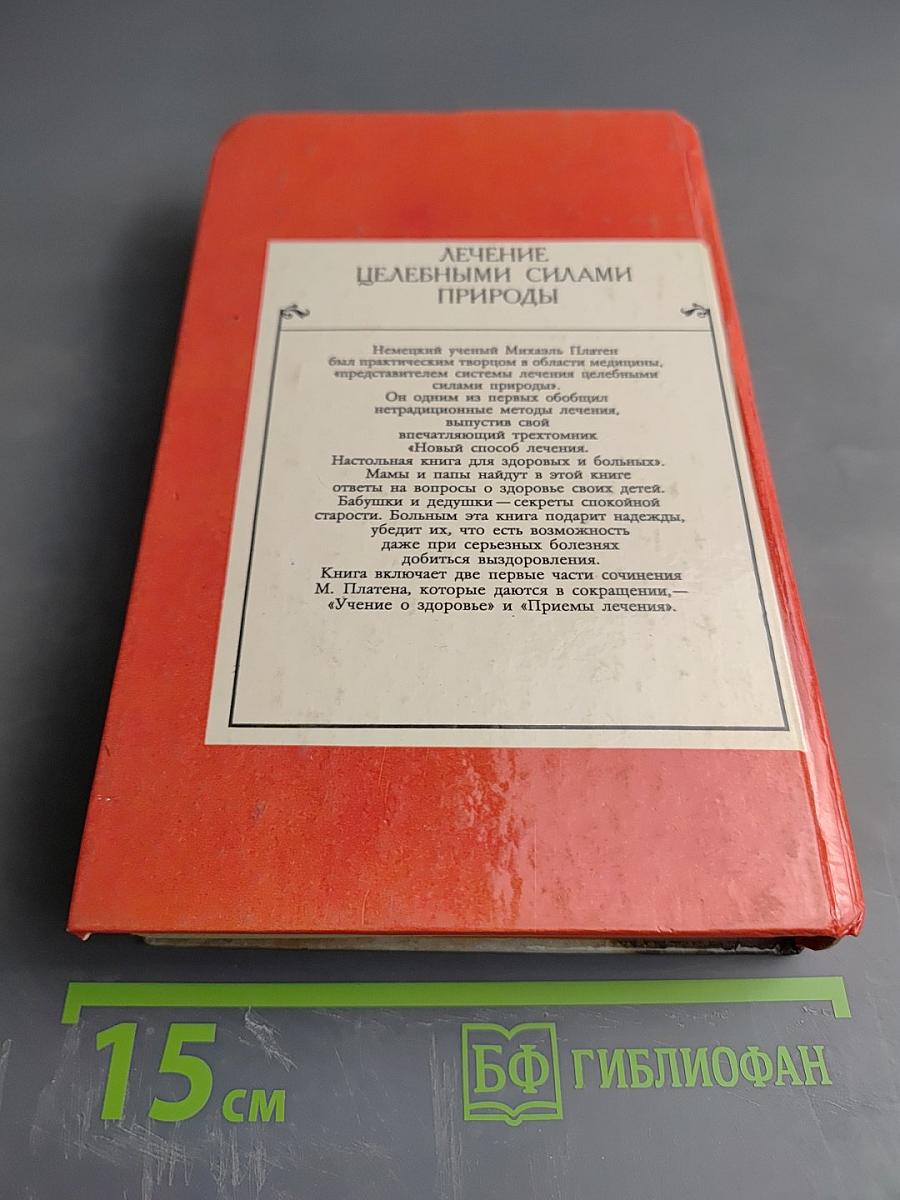 ЛЕЧЕНИЕ
ЦЕЛЕБНЫМИ СИЛАМИ
ПРИРОДЫ
Немецкий ученый Михаэль Платен
был практическим творцом в области медицины,
«представителем системы лечения целебными
силами природы».
Он одним из первых обобщил
нетрадиционные методы лечения,
выпустив свой
впечатляющий трехтомник
«Новый способ лечения.
Настольная книга для здоровых и больных».
Мамы и папы найдут в этой книге
ответы на вопросы о здоровье своих детей.
Бабушки и дедушки — секреты спокойной
старости. Больным эта книга подарит надежды,
убедит их, что есть возможность
даже при серьезных болезнях
добиться выздоровления.
Книга включает две первые части сочинения
М. Платена, которые даются в сокращении,—
«Учение о здоровье» и «Приемы лечения».
15 см
БФ ГИБЛИОФАН